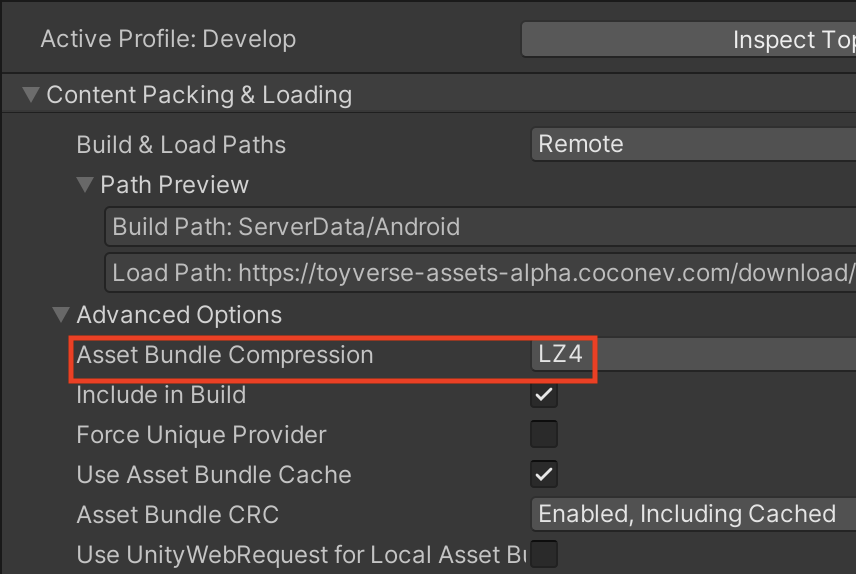 Active Profile: Develop
Inspect Top
Content Packing & Loading
Build & Load Paths
Remote
Path Preview
Build Path: ServerData/Android
Load Path: https://toyverse-assets-alpha.coconev.com/download/
Advanced Options
Asset Bundle Compression
LZ4
Include in Build
Force Unique Provider
Use Asset Bundle Cache
Asset Bundle CRC
Enabled, Including Cached
Use UnityWebRequest for Local Asset Bu